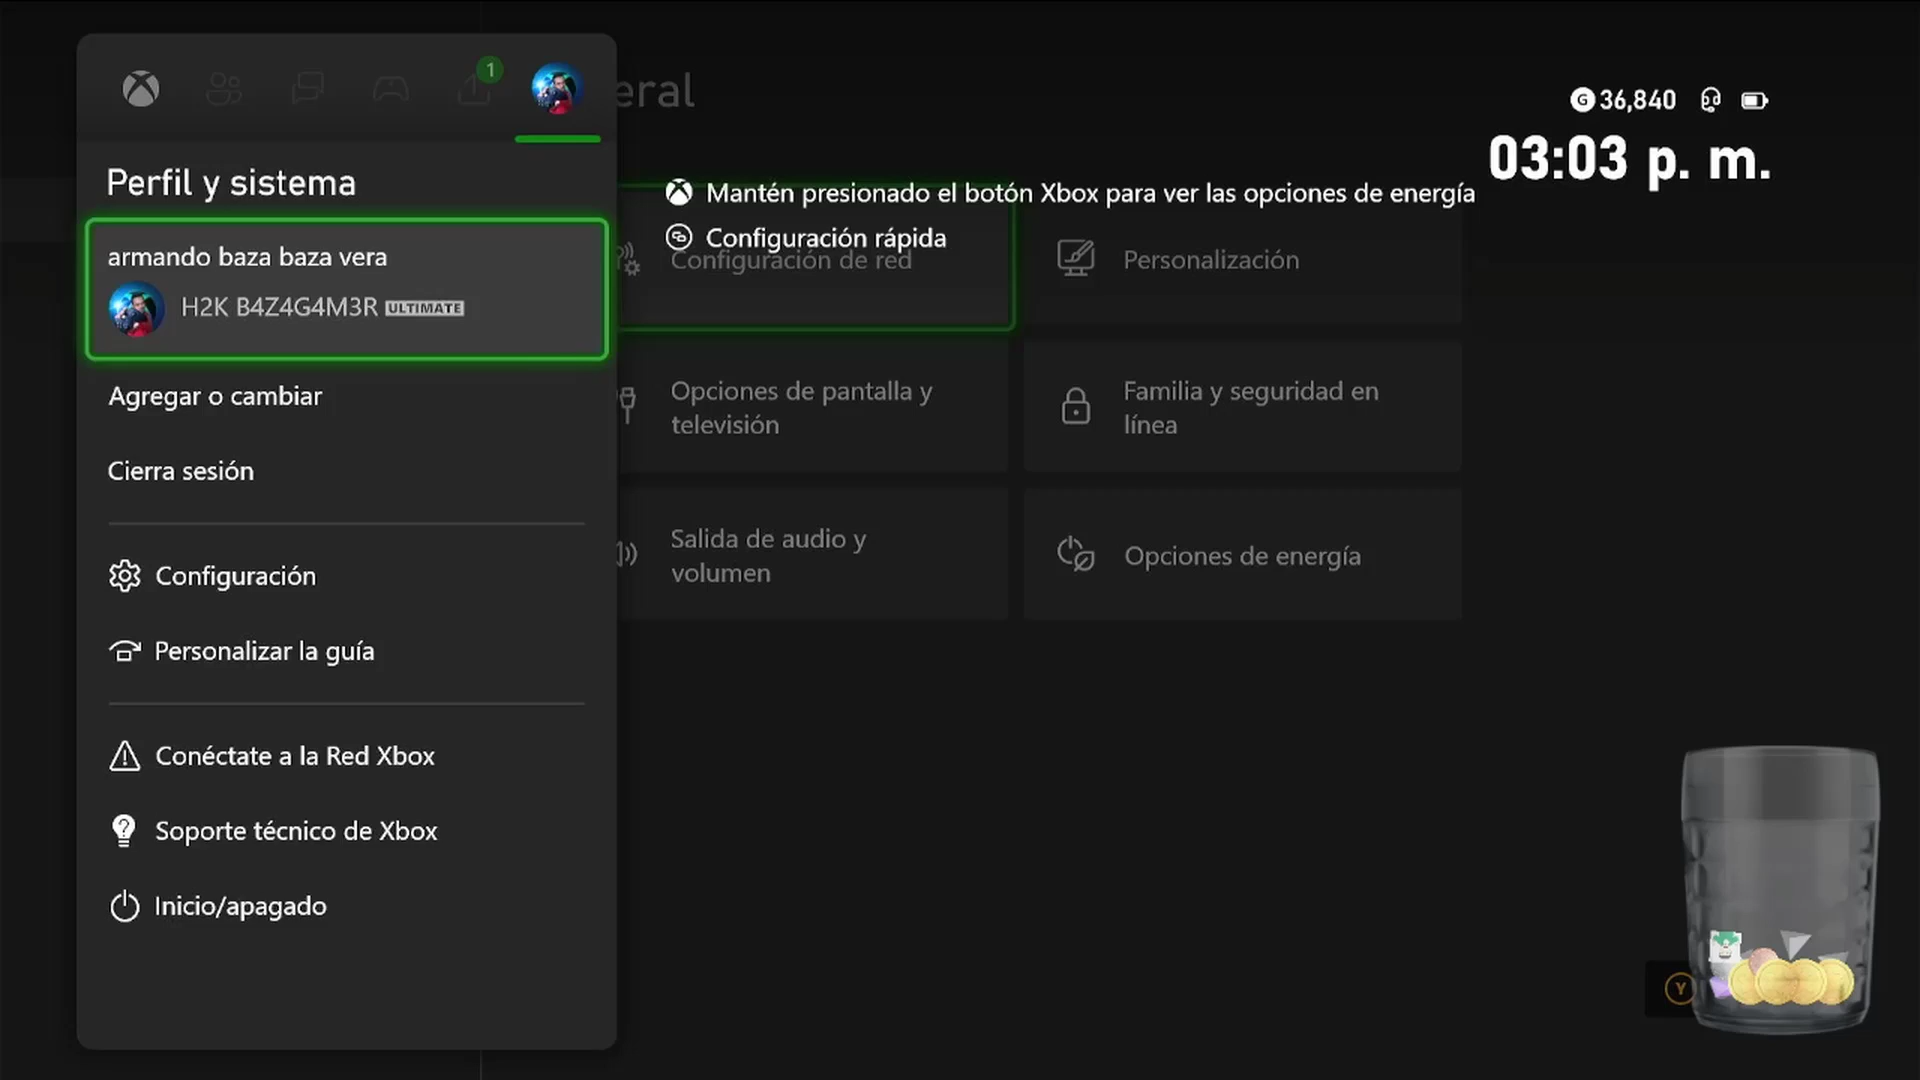 1
eral
36,840
03:03 p. m.
Perfil y sistema
Mantén presionado el botón Xbox para ver las opciones de energía
Configuración rápida
armando baza baza vera
H2K B4Z4G4M3R ULTIMATE
Configuración de red
Personalización
Agregar o cambiar
Cierra sesión
Opciones de pantalla y
televisión
Familia y seguridad en
línea
Salida de audio y
volumen
Opciones de energía
Configuración
Personalizar la guía
Conéctate a la Red Xbox
Soporte técnico de Xbox
Inicio/apagado
Y